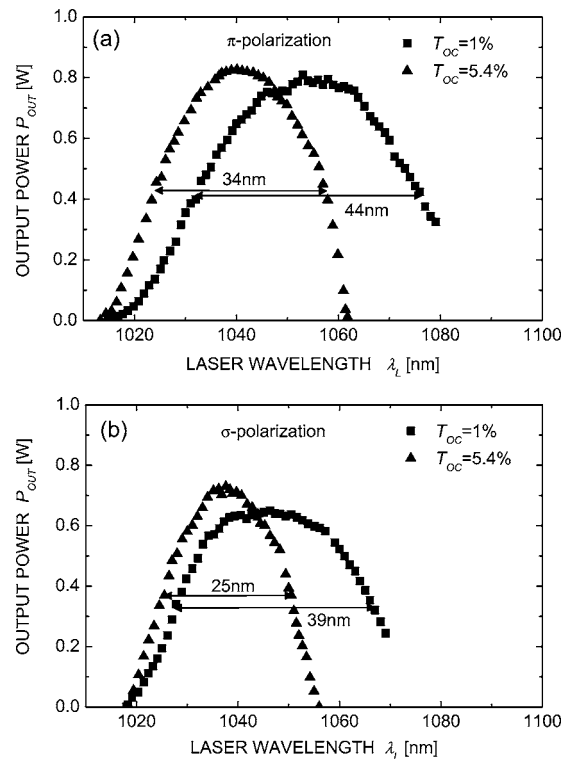 (a)
π-polarization
T_OC=1%
T_OC=5.4%
34nm
44nm
OUTPUT POWER P_OUT [W]
1.0
0.8
0.6
0.4
0.2
0.0
1020 1040 1060 1080 1100
LASER WAVELENGTH λ_L [nm]
(b)
σ-polarization
T_OC=1%
T_OC=5.4%
25nm
39nm
OUTPUT POWER P_OUT [W]
1.0
0.8
0.6
0.4
0.2
0.0
1020 1040 1060 1080 1100
LASER WAVELENGTH λ_L [nm]